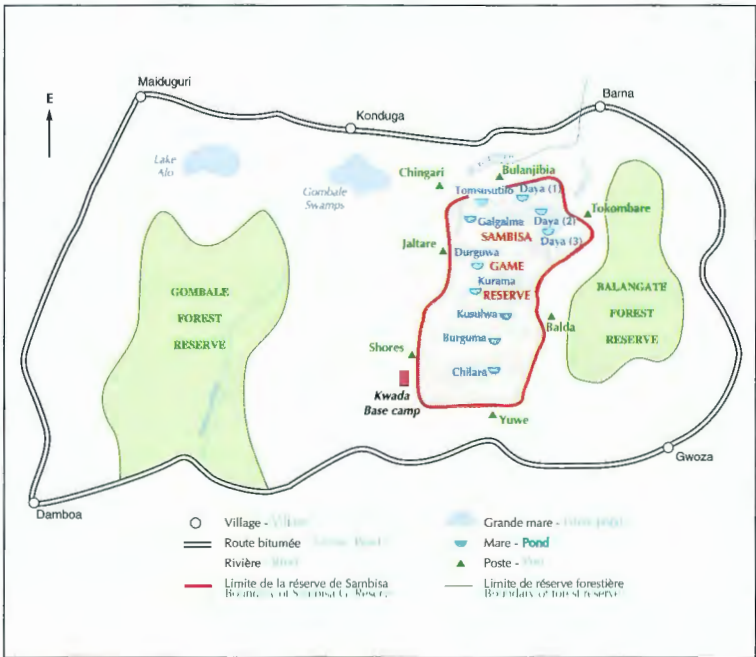 Maiduguri
Barna
E
Konduga
Lake
Alo
Gombale
Swamps
Chingari
Bulanjibia
Tomsusutilo
Daya (1)
Tokombare
Galgalma
Daya (2)
SAMBISA
Daya (3)
Jaltare
Durguwa
GAME
Kurama
RESERVE
GOMBALE
FOREST
RESERVE
BALANGATE
FOREST
RESERVE
Kusulwa
Balda
Burguma
Shores
Chilara
Kwada
Base camp
Yuwe
Gwoza
Damboa
Village -
Route bitumée
Rivière
Limite de la réserve de Sambisa
Grande mare -
Mare - Pond
Poste -
Limite de réserve forestière
Boundary of forest reserve